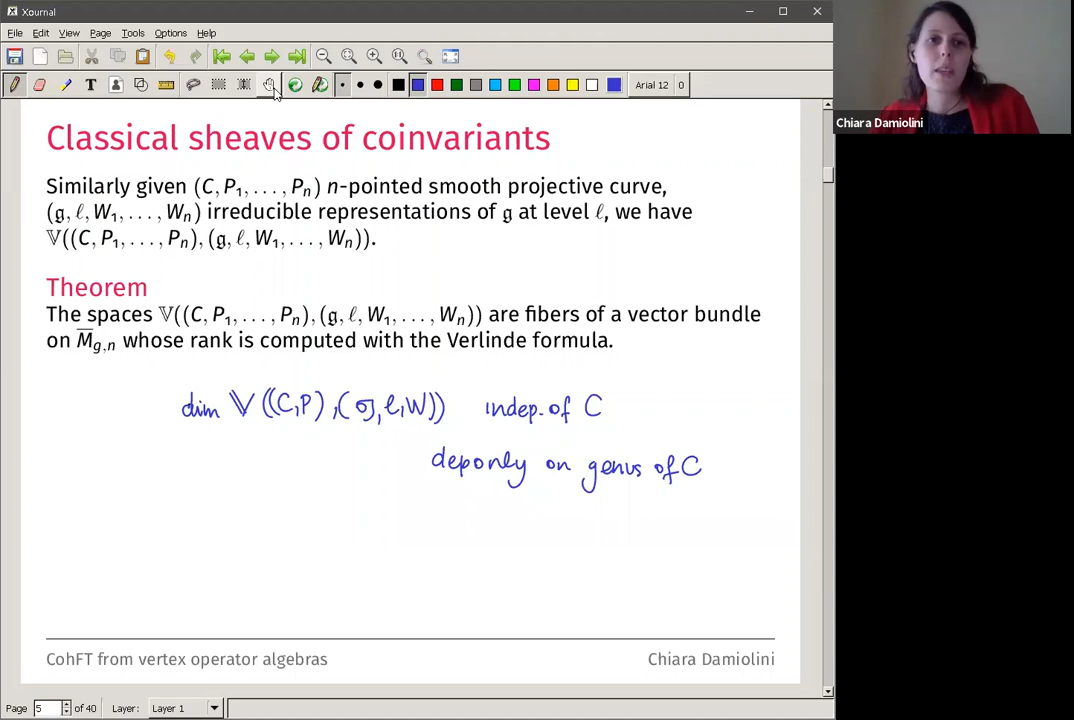 Xournal
File Edit View Page Tools Options Help
Arial 12 0
Chiara Damiolini
Classical sheaves of coinvariants
Similarly given (C, P₁, . . . , Pₙ) n-pointed smooth projective curve,
(𝔤, ℓ, W₁, . . . , Wₙ) irreducible representations of 𝔤 at level ℓ, we have
𝕍((C, P₁, . . . , Pₙ), (𝔤, ℓ, W₁, . . . , Wₙ)).
Theorem
The spaces 𝕍((C, P₁, . . . , Pₙ), (𝔤, ℓ, W₁, . . . , Wₙ)) are fibers of a vector bundle
on M̅g,n whose rank is computed with the Verlinde formula.
dim 𝕍((C,P),(𝔤,ℓ,W)) indep. of C
dep only on genus of C
CohFT from vertex operator algebras Chiara Damiolini
Page 5 of 40 Layer: Layer 1